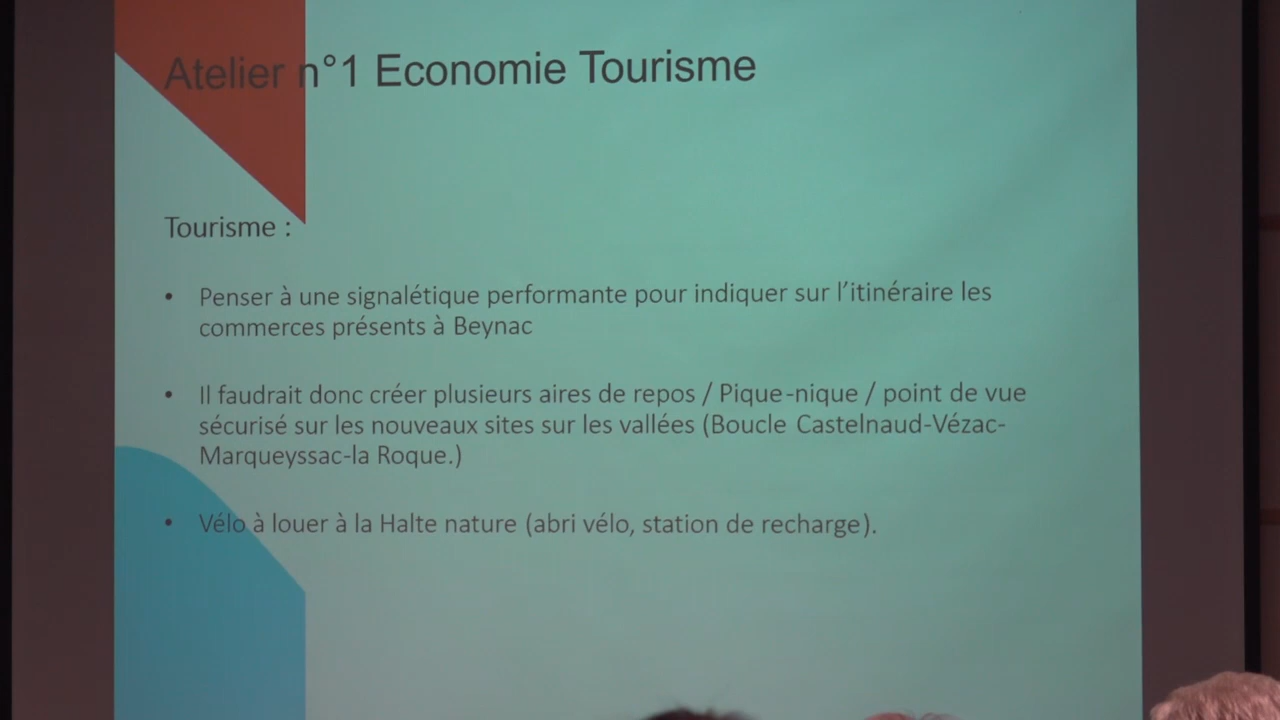 Atelier n°1 Economie Tourisme
Tourisme :
• Penser à une signalétique performante pour indiquer sur l'itinéraire les
commerces présents à Beynac
• Il faudrait donc créer plusieurs aires de repos / Pique-nique / point de vue
sécurisé sur les nouveaux sites sur les vallées (Boucle Castelnaud-Vézac-
Marqueyssac-la Roque.)
• Vélo à louer à la Halte nature (abri vélo, station de recharge).